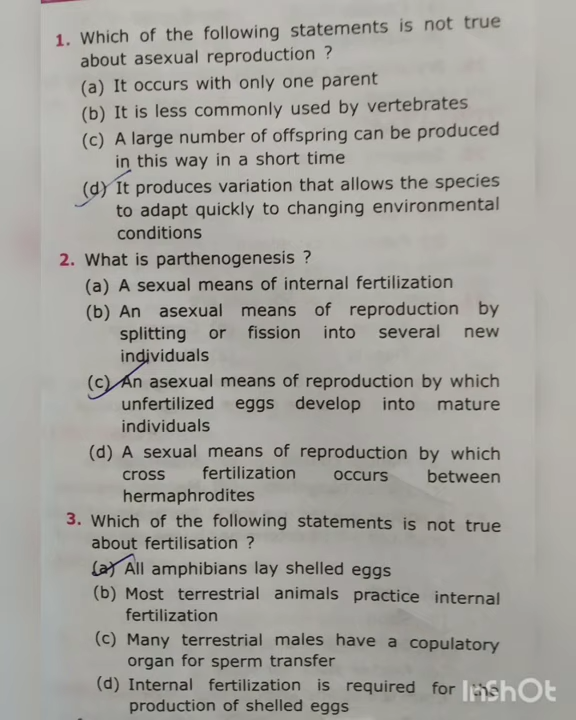 1. Which of the following statements is not true
about asexual reproduction ?
(a) It occurs with only one parent
(b) It is less commonly used by vertebrates
(c) A large number of offspring can be produced
in this way in a short time
(d) It produces variation that allows the species
to adapt quickly to changing environmental
conditions
2. What is parthenogenesis ?
(a) A sexual means of internal fertilization
(b) An asexual means of reproduction by
splitting or fission into several new
individuals
(c) An asexual means of reproduction by which
unfertilized eggs develop into mature
individuals
(d) A sexual means of reproduction by which
cross fertilization occurs between
hermaphrodites
3. Which of the following statements is not true
about fertilisation ?
(a) All amphibians lay shelled eggs
(b) Most terrestrial animals practice internal
fertilization
(c) Many terrestrial males have a copulatory
organ for sperm transfer
(d) Internal fertilization is required for
production of shelled eggs
InShOt